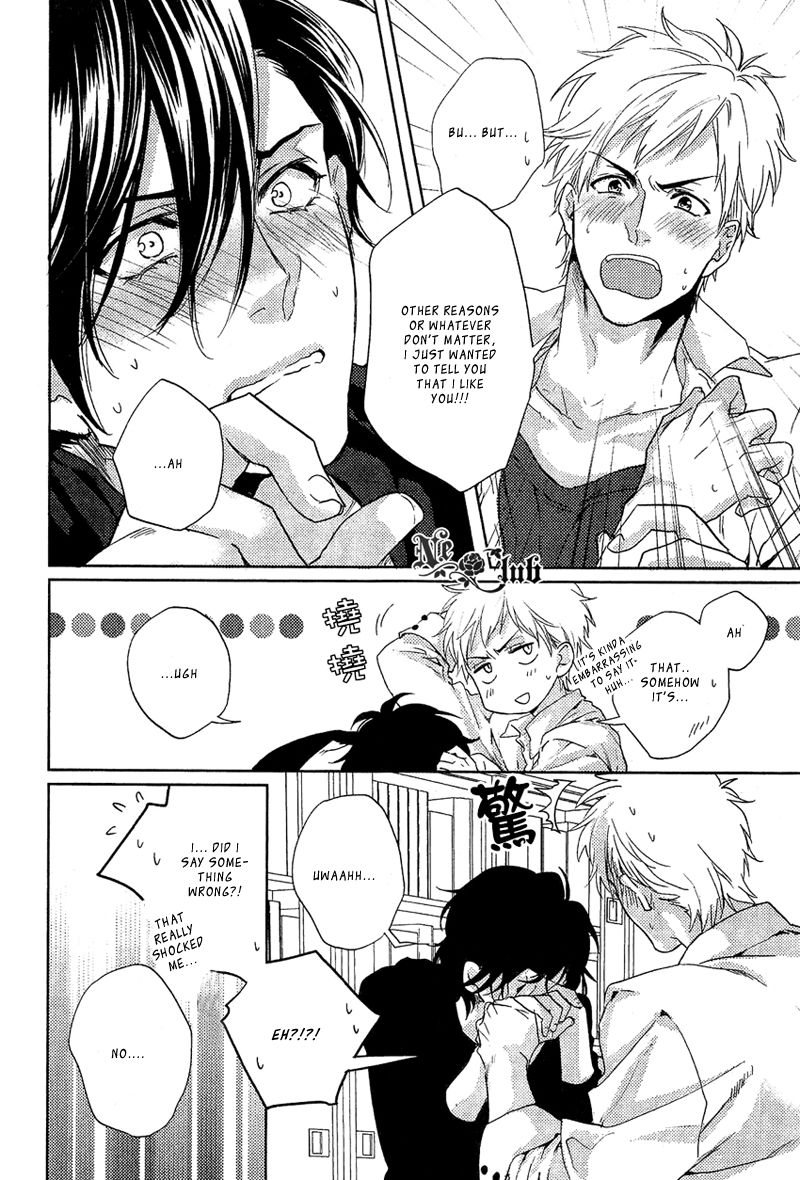 BU... BUT...
OTHER REASONS
OR WHATEVER
DON'T MATTER,
I JUST WANTED
TO TELL YOU
THAT I LIKE
YOU!!!
...AH
Ne Club
AH
THAT..
SOMEHOW
IT'S...
IT'S KINDA
EMBARRASSING
TO SAY IT-
HUH...
撓
撓
...UGH
驚
UWAAHH...
EH?!?!
I... DID I
SAY SOME-
THING
WRONG?!
THAT
REALLY
SHOCKED
ME...
NO....